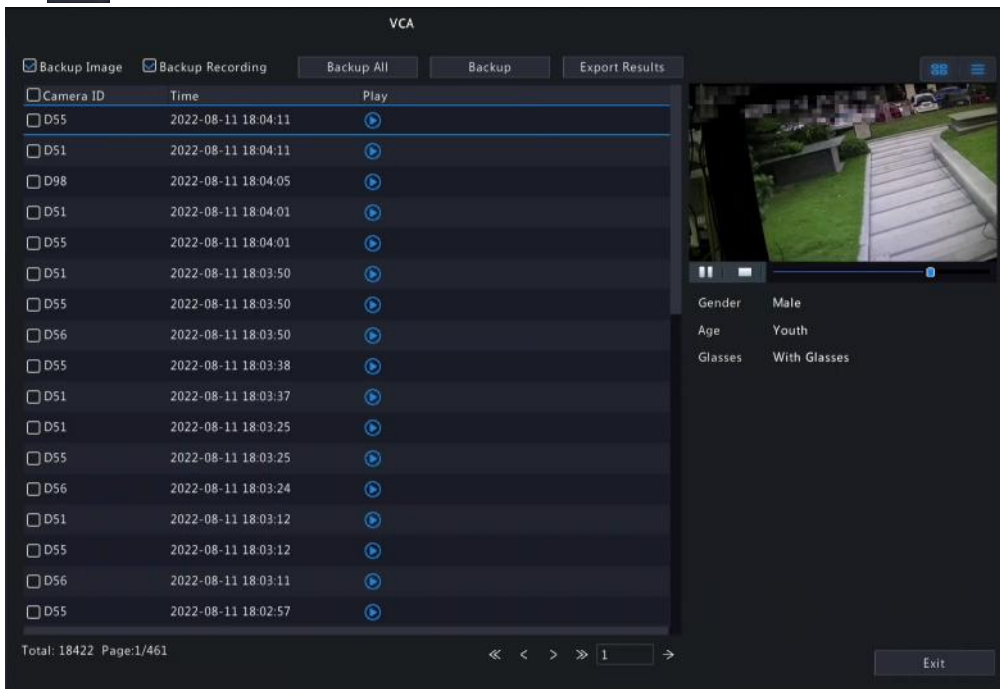 VCA
Backup Image Backup Recording Backup All Backup Export Results
Camera ID Time Play
D55 2022-08-11 18:04:11
D51 2022-08-11 18:04:11
D98 2022-08-11 18:04:05
D51 2022-08-11 18:04:01
D55 2022-08-11 18:04:01
D51 2022-08-11 18:03:50
D55 2022-08-11 18:03:50
D56 2022-08-11 18:03:50
D55 2022-08-11 18:03:38
D51 2022-08-11 18:03:37
D51 2022-08-11 18:03:25
D55 2022-08-11 18:03:25
D56 2022-08-11 18:03:24
D51 2022-08-11 18:03:12
D55 2022-08-11 18:03:12
D56 2022-08-11 18:03:11
D55 2022-08-11 18:02:57
Gender Male
Age Youth
Glasses With Glasses
Total: 18422 Page:1/461 1
Exit